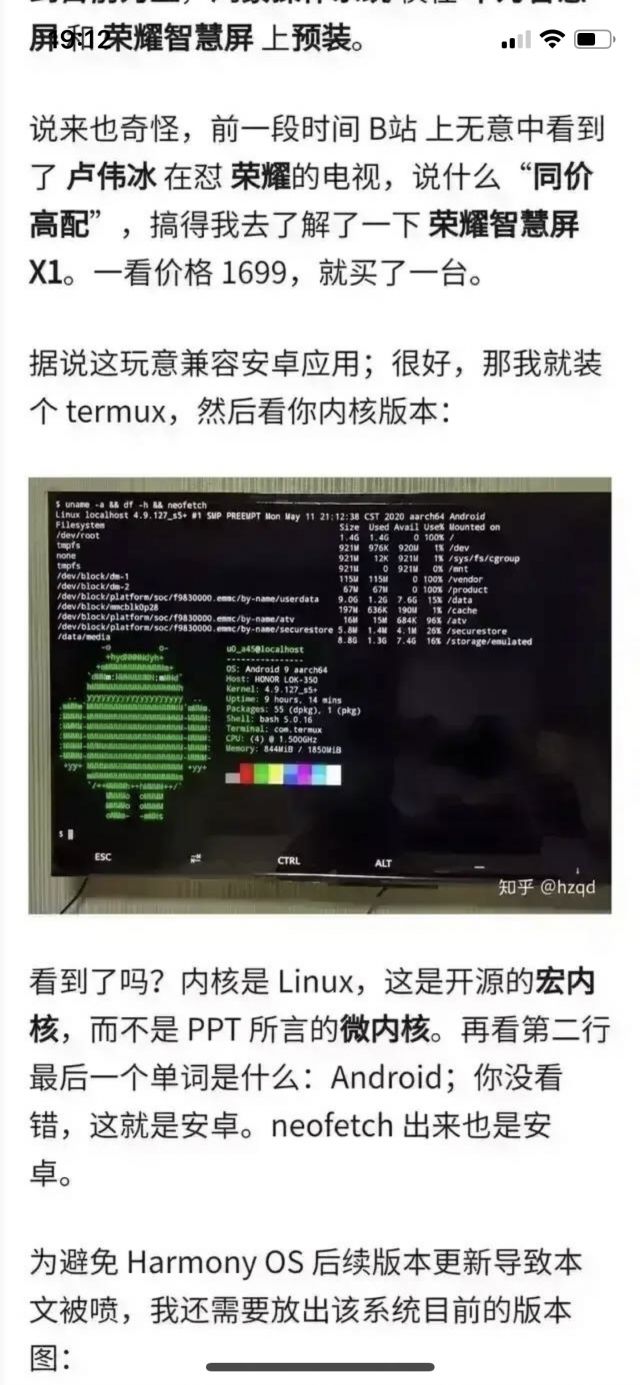 屏和荣耀智慧屏 上预装。
19:12
说来也奇怪，前一段时间 B站 上无意中看到
了 卢伟冰 在怼 荣耀的电视，说什么“同价
高配”，搞得我去了解了一下 荣耀智慧屏
X1。一看价格 1699，就买了一台。
据说这玩意兼容安卓应用；很好，那我就装
个 termux，然后看你内核版本：
$ uname -a && df -h && neofetch
Linux localhost 4.9.127_s5+ #1 SMP PREEMPT Mon May 11 21:12:38 CST 2020 aarch64 Android
Filesystem Size Used Avail Use% Mounted on
/dev/root 1.4G 1.4G 0 100% /
tmpfs 921M 976K 920M 1% /dev
none 921M 12K 921M 1% /sys/fs/cgroup
tmpfs 921M 0 921M 0% /mnt
/dev/block/dm-1 115M 115M 0 100% /vendor
/dev/block/dm-2 67M 67M 0 100% /product
/dev/block/platform/soc/f9830000.emmc/by-name/userdata 9.0G 1.2G 7.6G 15% /data
/dev/block/mmcblk0p28 197M 636K 190M 1% /cache
/dev/block/platform/soc/f9830000.emmc/by-name/atv 16M 15M 684K 96% /atv
/dev/block/platform/soc/f9830000.emmc/by-name/securestore 5.8M 1.4M 4.1M 26% /securestore
/data/media 8.8G 1.3G 7.4G 16% /storage/emulated
u0_a45@localhost
OS: Android 9 aarch64
Host: HONOR LOK-350
Kernel: 4.9.127_s5+
Uptime: 9 hours, 14 mins
Packages: 55 (dpkg), 1 (pkg)
Shell: bash 5.0.16
Terminal: com.termux
CPU: (4) @ 1.500GHz
Memory: 844MiB / 1850MiB
$
ESC CTRL ALT
知乎 @hzqd
看到了吗？内核是 Linux，这是开源的宏内
核，而不是 PPT 所言的微内核。再看第二行
最后一个单词是什么：Android；你没看
错，这就是安卓。neofetch 出来也是安
卓。
为避免 Harmony OS 后续版本更新导致本
文被喷，我还需要放出该系统目前的版本
图：